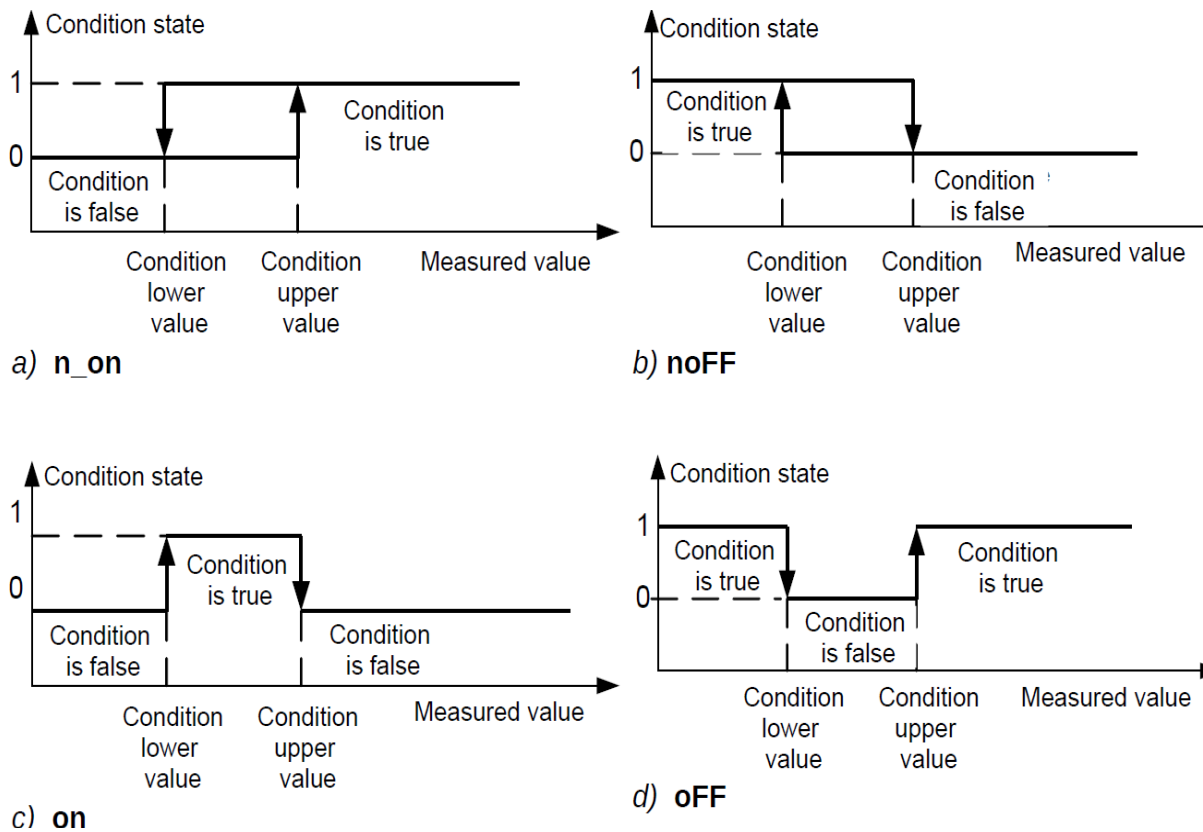 Condition state
1
0
Condition
is true
Condition
is false
Condition
lower
value
Condition
upper
value
Measured value
a) n_on
Condition state
1
0
Condition
is true
Condition
is false
Condition
lower
value
Condition
upper
value
Measured value
b) noFF
Condition state
1
0
Condition
is true
Condition
is false
Condition
is false
Condition
lower
value
Condition
upper
value
Measured value
c) on
Condition state
1
0
Condition
is true
Condition
is false
Condition
is true
Condition
lower
value
Condition
upper
value
Measured value
d) oFF